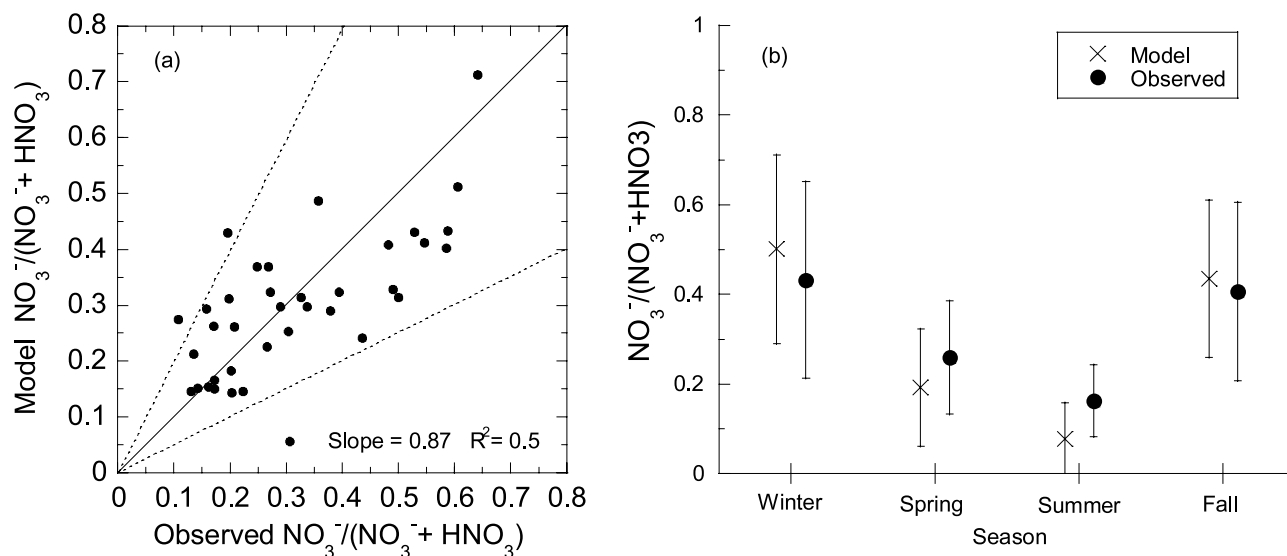 (a)
0.8
0.7
0.6
0.5
0.4
0.3
0.2
0.1
0
Model NO₃⁻/(NO₃⁻+ HNO₃)
Slope = 0.87 R²= 0.5
0 0.1 0.2 0.3 0.4 0.5 0.6 0.7 0.8
Observed NO₃⁻/(NO₃⁻+ HNO₃)
(b)
Model
Observed
1
0.8
0.6
0.4
0.2
0
NO₃⁻/(NO₃⁻+HNO3)
Winter Spring Summer Fall
Season